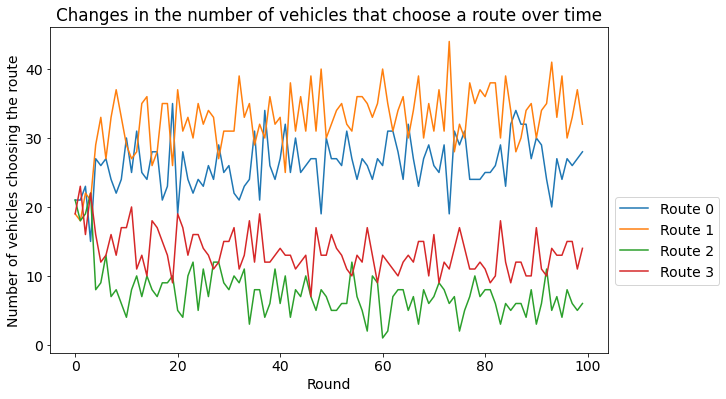 Changes in the number of vehicles that choose a route over time
Number of vehicles choosing the route
40
30
20
10
0
0 20 40 60 80 100
Round
Route 0
Route 1
Route 2
Route 3